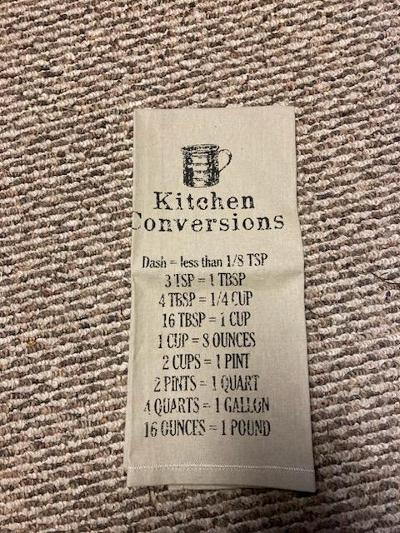 Kitchen
Conversions
Dash = less than 1/8 TSP
3 TSP = 1 TBSP
4 TBSP = 1/4 CUP
16 TBSP = 1 CUP
1 CUP = 8 OUNCES
2 CUPS = 1 PINT
2 PINTS = 1 QUART
4 QUARTS = 1 GALLON
16 OUNCES = 1 POUND